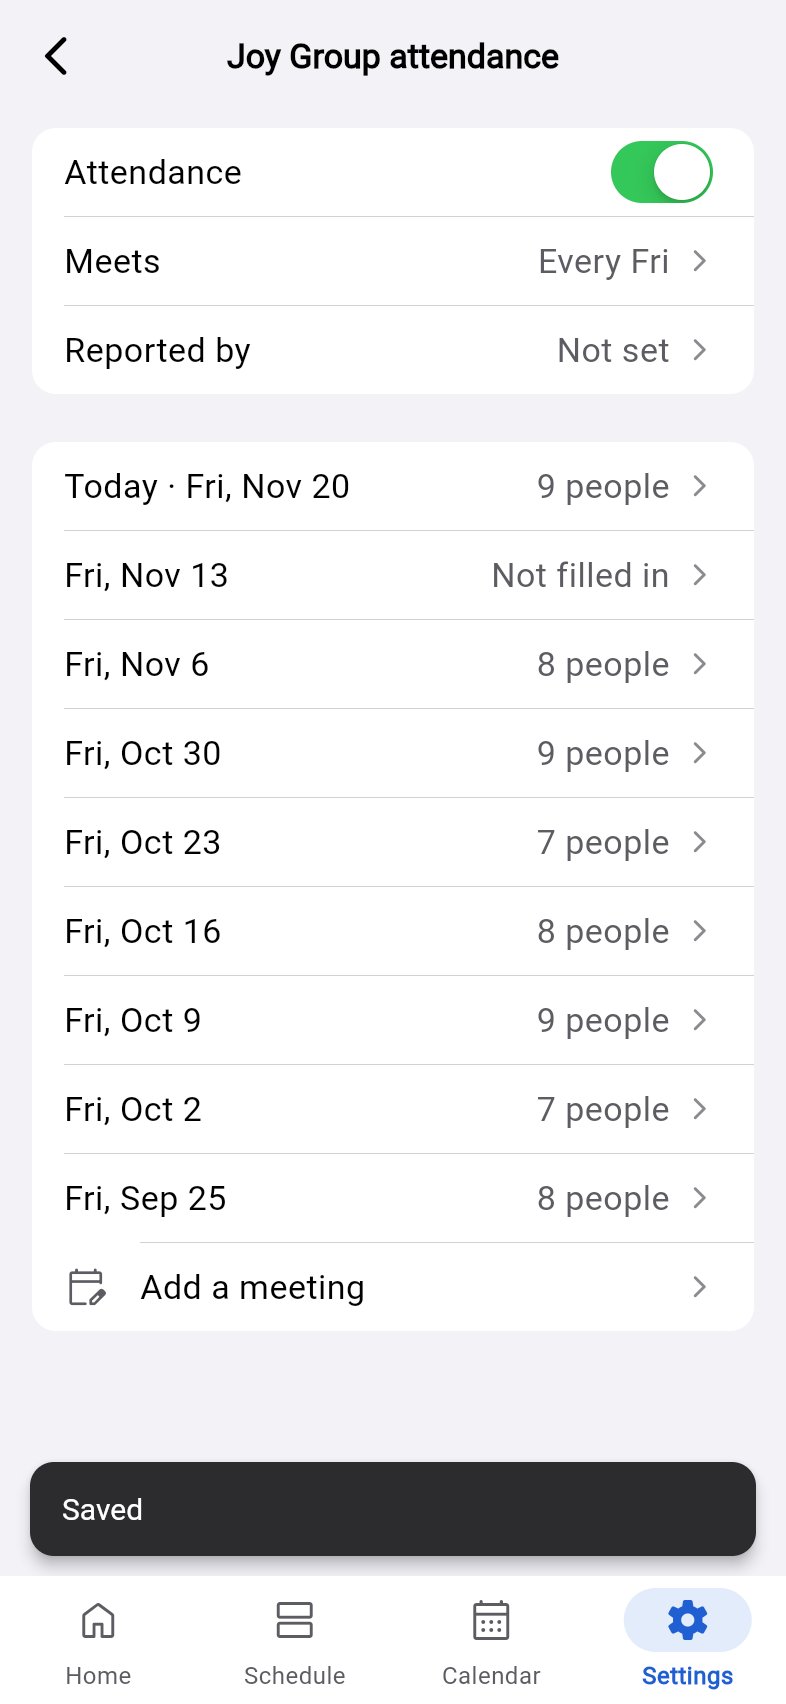 Joy Group attendance
Attendance
Meets Every Fri
Reported by Not set
Today · Fri, Nov 20 9 people
Fri, Nov 13 Not filled in
Fri, Nov 6 8 people
Fri, Oct 30 9 people
Fri, Oct 23 7 people
Fri, Oct 16 8 people
Fri, Oct 9 9 people
Fri, Oct 2 7 people
Fri, Sep 25 8 people
Add a meeting
Saved
Home Schedule Calendar Settings